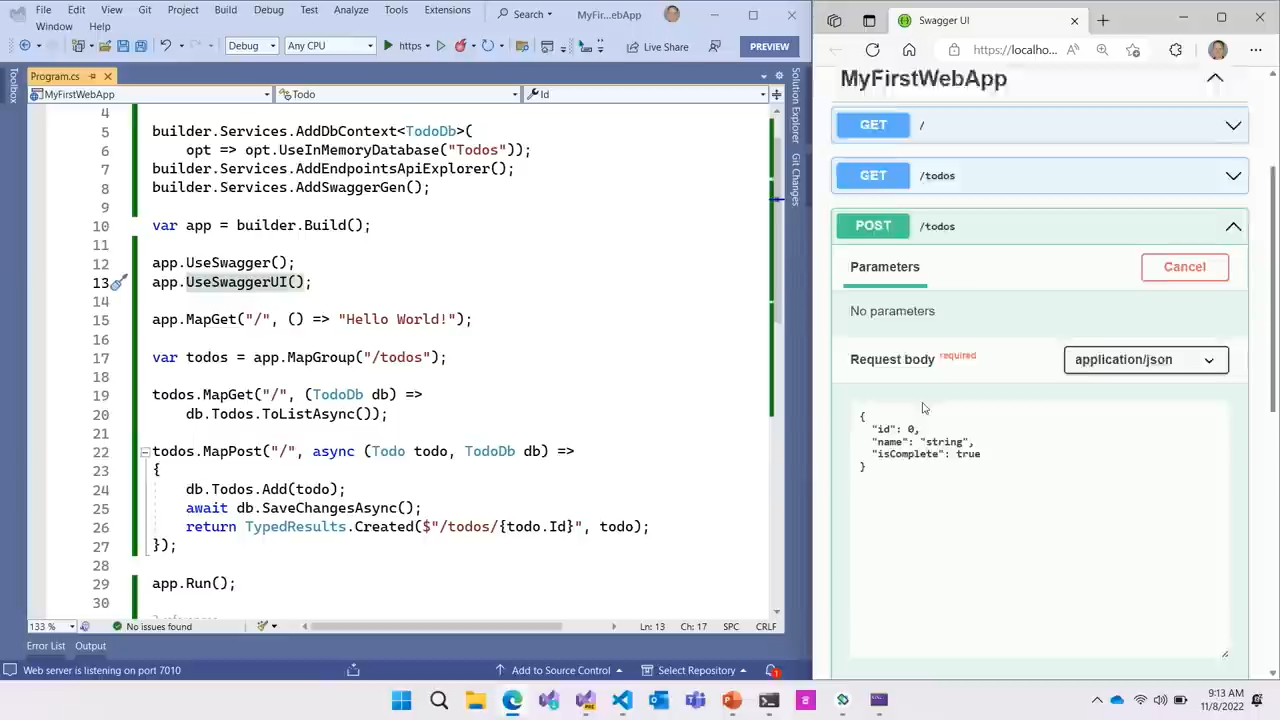 File Edit View Git Project Build Debug Test Analyze Tools Extensions
Window Help Search MyFir...ebApp
Debug Any CPU https Live Share PREVIEW
Program.cs
MyFirstWebApp Todo Id
Toolbox
Solution Explorer
Git Changes
4
5 builder.Services.AddDbContext<TodoDb>(
6 opt => opt.UseInMemoryDatabase("Todos"));
7 builder.Services.AddEndpointsApiExplorer();
8 builder.Services.AddSwaggerGen();
9
10 var app = builder.Build();
11
12 app.UseSwagger();
13 app.UseSwaggerUI();
14
15 app.MapGet("/", () => "Hello World!");
16
17 var todos = app.MapGroup("/todos");
18
19 todos.MapGet("/", (TodoDb db) =>
20 db.Todos.ToListAsync());
21
22 todos.MapPost("/", async (Todo todo, TodoDb db) =>
23 {
24 db.Todos.Add(todo);
25 await db.SaveChangesAsync();
26 return TypedResults.Created($"/todos/{todo.Id}", todo);
27 });
28
29 app.Run();
30
133 % No issues found Ln: 13 Ch: 17 SPC CRLF
Error List Output
Web server is listening on port 7010 Add to Source Control Select Repository 1
Swagger UI
https://localho...
MyFirstWebApp
GET /
GET /todos
POST /todos
Parameters Cancel
No parameters
Request body required application/json
{
"id": 0,
"name": "string",
"isComplete": true
}
9:13 AM
11/8/2022